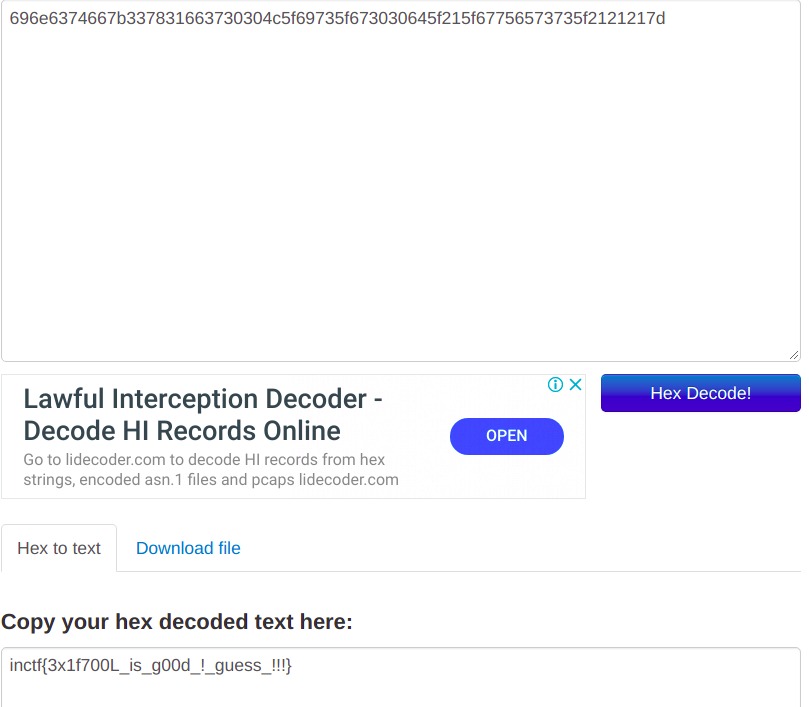 696e6374667b337831663730304c5f69735f673030645f215f67756573735f2121217d
Lawful Interception Decoder -
Decode HI Records Online
Go to lidecoder.com to decode HI records from hex
strings, encoded asn.1 files and pcaps lidecoder.com
OPEN
Hex Decode!
Hex to text
Download file
Copy your hex decoded text here:
inctf{3x1f700L_is_g00d_!_guess_!!!}